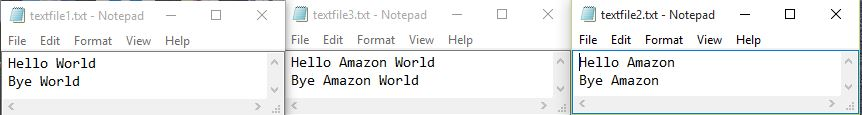 textfile1.txt - Notepad
File Edit Format View Help
Hello World
Bye World
textfile3.txt - Notepad
File Edit Format View Help
Hello Amazon World
Bye Amazon World
textfile2.txt - Notepad
File Edit Format View Help
Hello Amazon
Bye Amazon